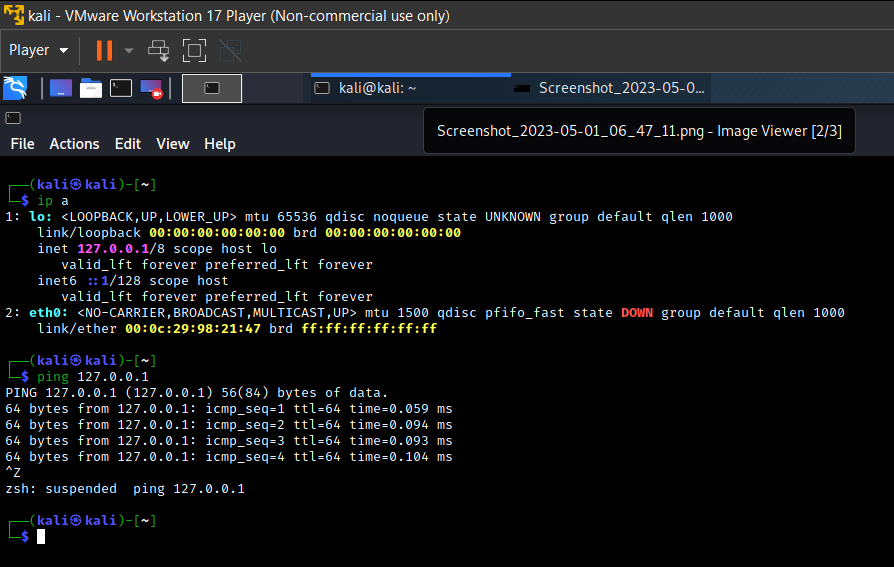 kali - VMware Workstation 17 Player (Non-commercial use only)
Player
kali@kali: ~
Screenshot_2023-05-0...
Screenshot_2023-05-01_06_47_11.png - Image Viewer [2/3]
File Actions Edit View Help
┌──(kali㉿kali)-[~]
└─$ ip a
1: lo: <LOOPBACK,UP,LOWER_UP> mtu 65536 qdisc noqueue state UNKNOWN group default qlen 1000
    link/loopback 00:00:00:00:00:00 brd 00:00:00:00:00:00
    inet 127.0.0.1/8 scope host lo
       valid_lft forever preferred_lft forever
    inet6 ::1/128 scope host
       valid_lft forever preferred_lft forever
2: eth0: <NO-CARRIER,BROADCAST,MULTICAST,UP> mtu 1500 qdisc pfifo_fast state DOWN group default qlen 1000
    link/ether 00:0c:29:98:21:47 brd ff:ff:ff:ff:ff:ff
┌──(kali㉿kali)-[~]
└─$ ping 127.0.0.1
PING 127.0.0.1 (127.0.0.1) 56(84) bytes of data.
64 bytes from 127.0.0.1: icmp_seq=1 ttl=64 time=0.059 ms
64 bytes from 127.0.0.1: icmp_seq=2 ttl=64 time=0.094 ms
64 bytes from 127.0.0.1: icmp_seq=3 ttl=64 time=0.093 ms
64 bytes from 127.0.0.1: icmp_seq=4 ttl=64 time=0.104 ms
^Z
zsh: suspended  ping 127.0.0.1
┌──(kali㉿kali)-[~]
└─$